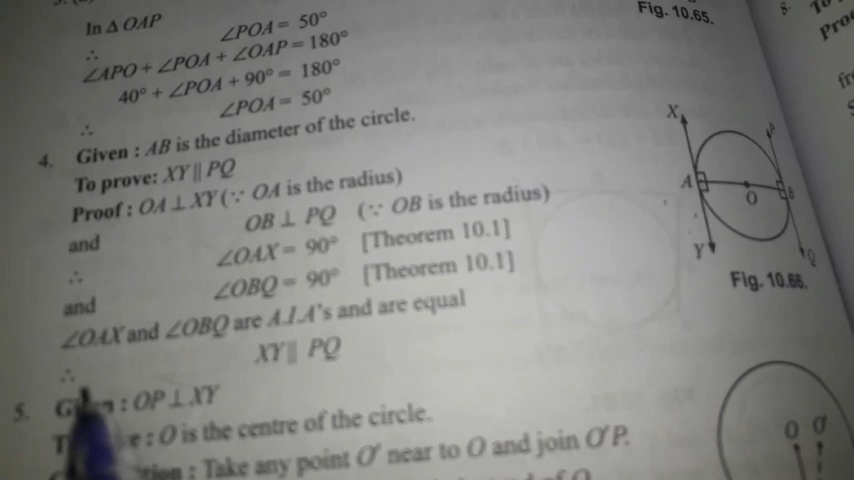 In Δ OAP
∠POA = 50°
∴ ∠APO + ∠POA + ∠OAP = 180°
40° + ∠POA + 90° = 180°
∴ ∠POA = 50°
4. Given : AB is the diameter of the circle.
To prove: XY || PQ
Proof : OA ⊥ XY (∵ OA is the radius)
and OB ⊥ PQ (∵ OB is the radius)
∴ ∠OAX = 90° [Theorem 10.1]
and ∠OBQ = 90° [Theorem 10.1]
∠OAX and ∠OBQ are A.I.A's and are equal
∴ XY || PQ
5. : OP ⊥ XY
: O is the centre of the circle.
: Take any point O' near to O and join O'P.
of O
Fig. 10.65.
X
P
A
O
B
Y
Q
Fig. 10.66.
O O'
8. To